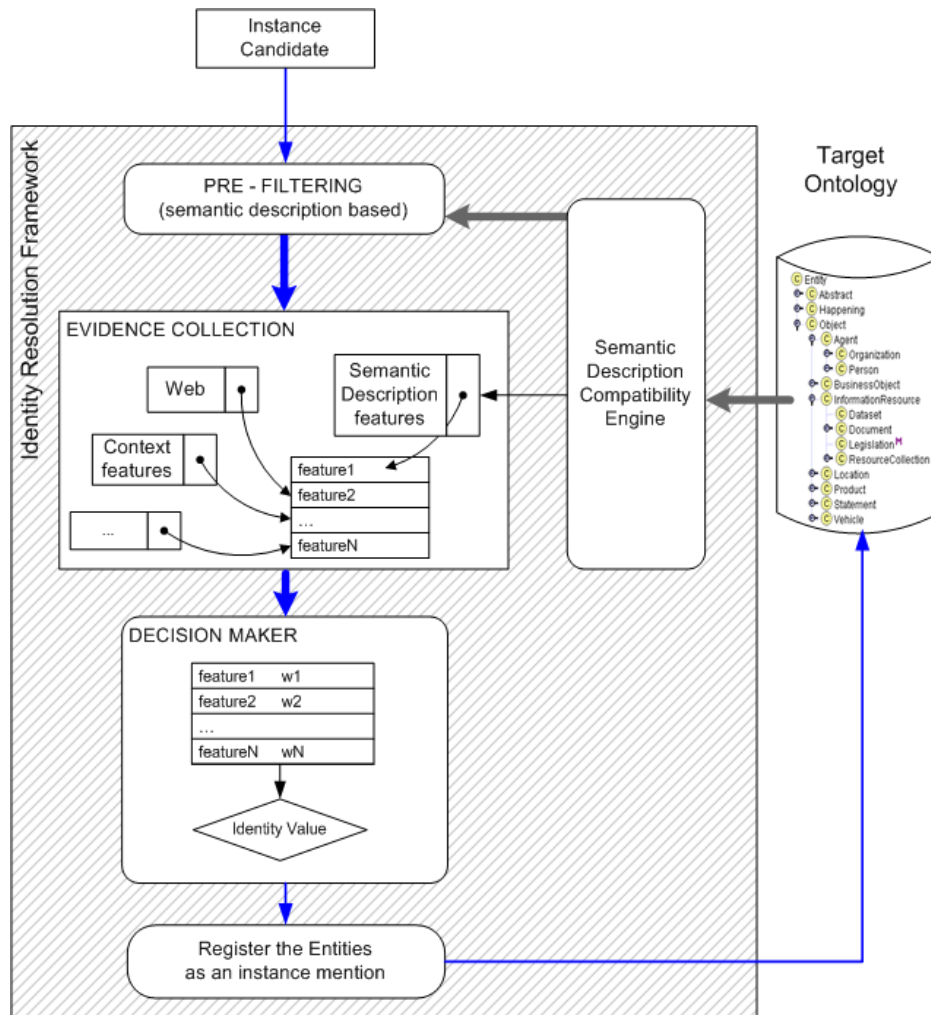 Instance
Candidate
Identity Resolution Framework
PRE - FILTERING
(semantic description based)
EVIDENCE COLLECTION
Web
Semantic
Description
features
Context
features
...
feature1
feature2
...
featureN
Semantic
Description
Compatibility
Engine
Target
Ontology
C Entity
C Abstract
C Happening
C Object
C Agent
C Organization
C Person
C BusinessObject
C InformationResource
C Dataset
C Document
C Legislation M
C ResourceCollection
C Location
C Product
C Statement
C Vehicle
DECISION MAKER
feature1 w1
feature2 w2
...
featureN wN
Identity Value
Register the Entities
as an instance mention